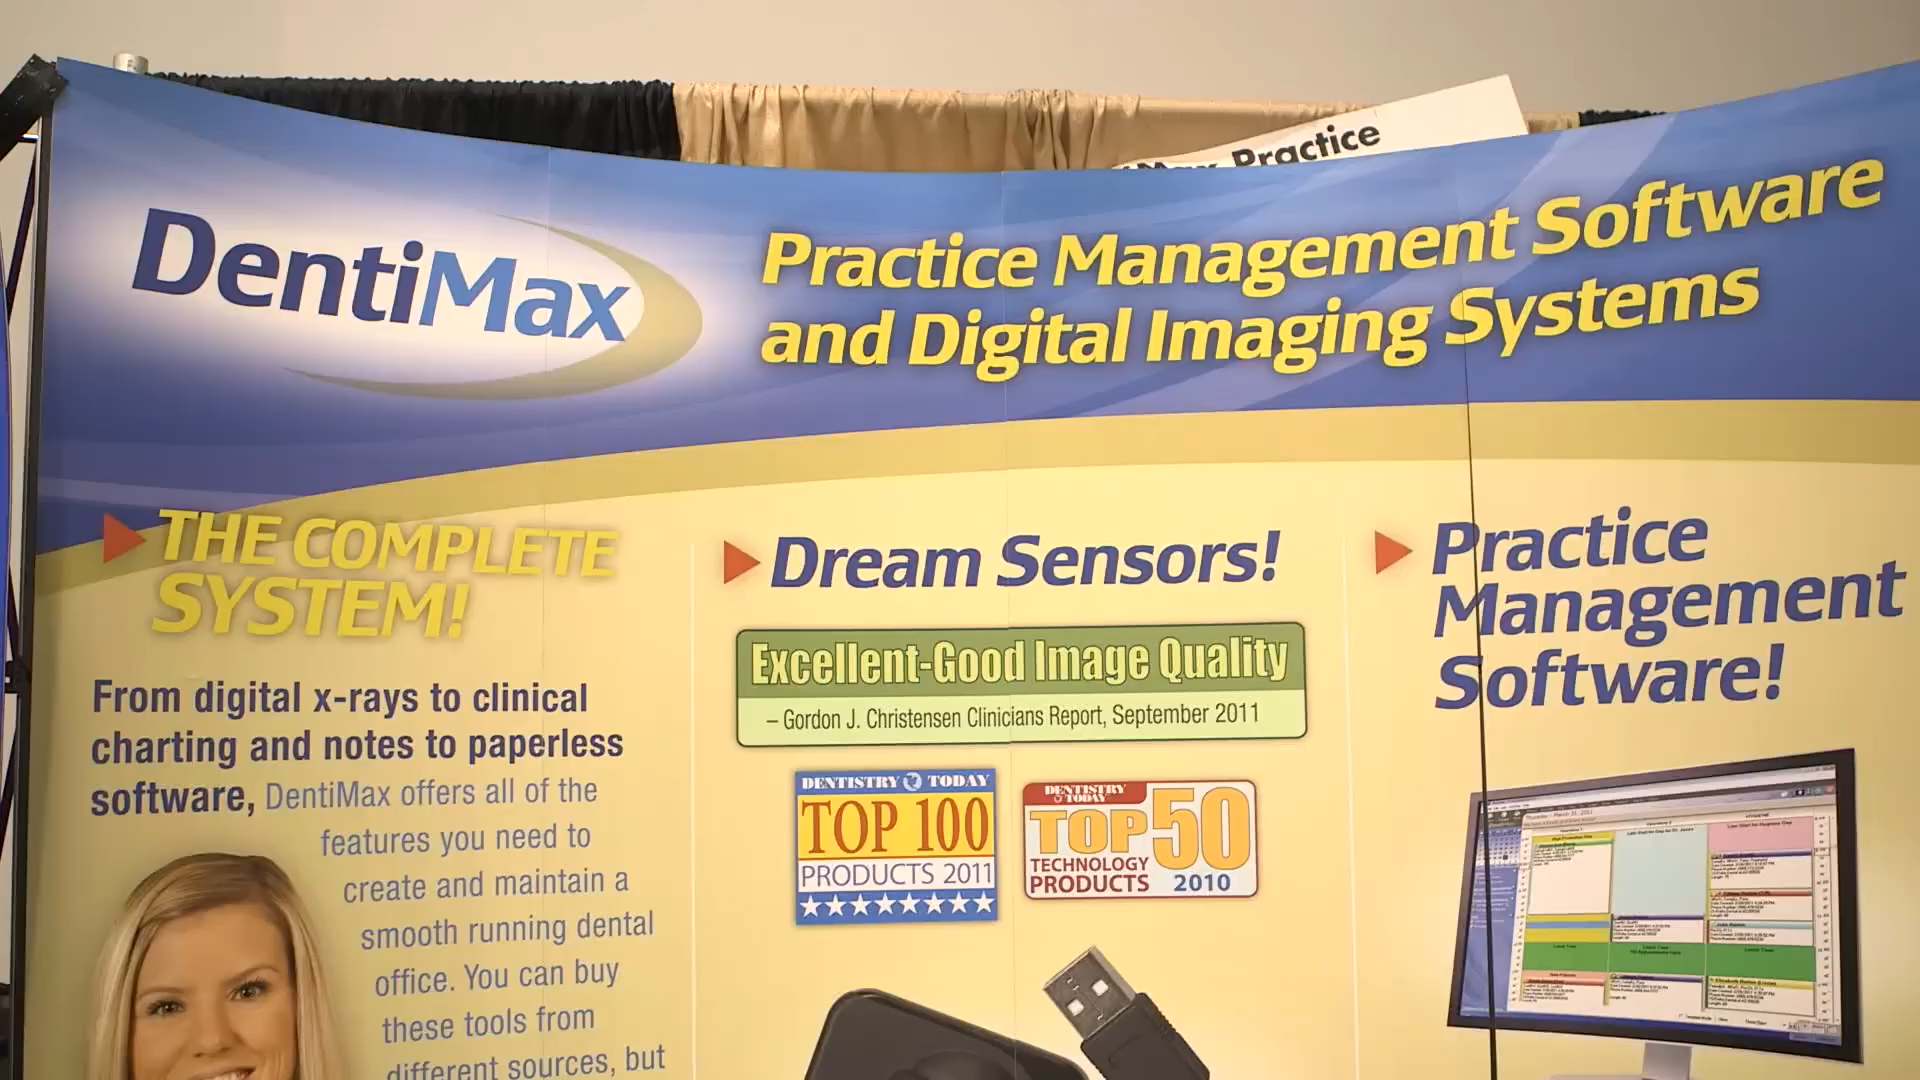 Practice
DentiMax
Practice Management Software
and Digital Imaging Systems
THE COMPLETE
SYSTEM!
From digital x-rays to clinical
charting and notes to paperless
software, DentiMax offers all of the
features you need to
create and maintain a
smooth running dental
office. You can buy
these tools from
different sources, but
Dream Sensors!
Excellent-Good Image Quality
– Gordon J. Christensen Clinicians Report, September 2011
DENTISTRY TODAY
TOP 100
PRODUCTS 2011
DENTISTRY
TODAY
TOP 50
TECHNOLOGY
PRODUCTS 2010
Practice
Management
Software!